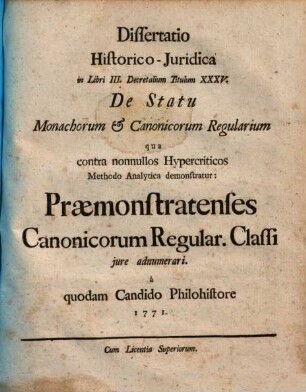 Dissertatio
Historico-Juridica
in Libri III. Decretalium Titulum XXXV.
De Statu
Monachorum & Canonicorum Regularium
qua
contra nonnullos Hypercriticos
Methodo Analytica demonstratur:
Præmonstratenses
Canonicorum Regular. Classi
jure adnumerari.
à
quodam Candido Philohistore
1771.
Cum Licentia Superiorum.